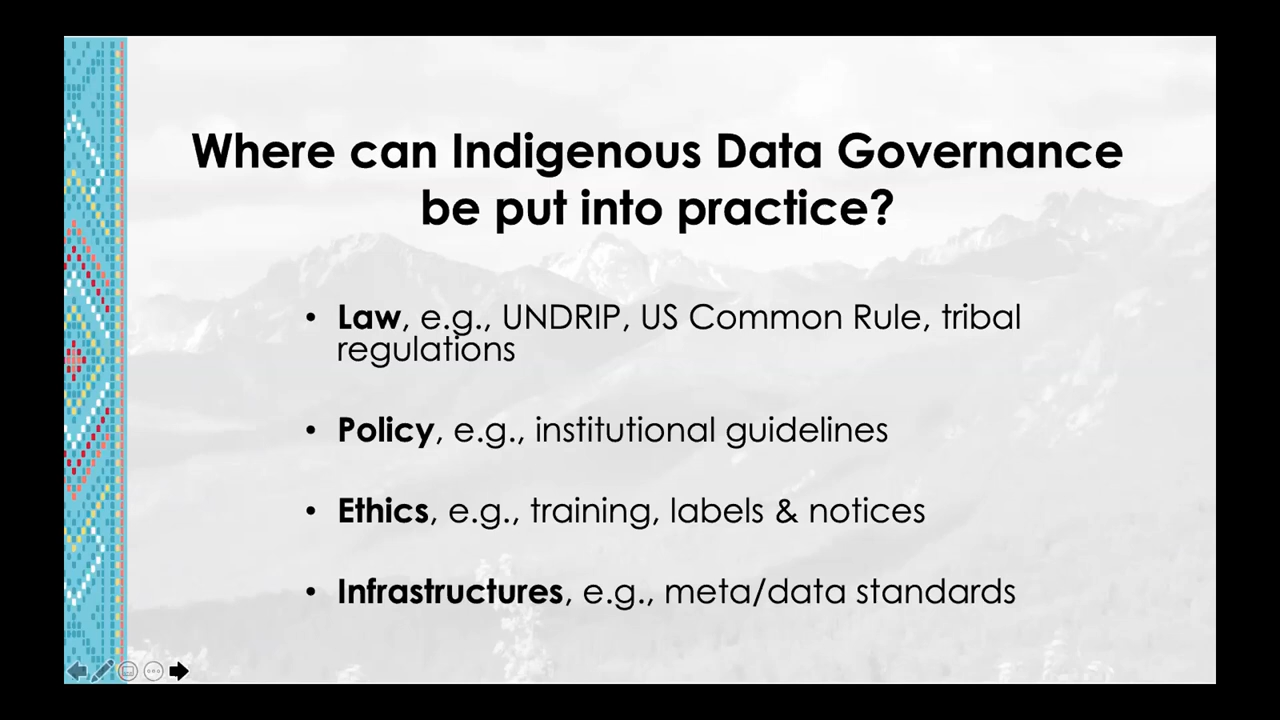 Where can Indigenous Data Governance
be put into practice?
• Law, e.g., UNDRIP, US Common Rule, tribal
regulations
• Policy, e.g., institutional guidelines
• Ethics, e.g., training, labels & notices
• Infrastructures, e.g., meta/data standards